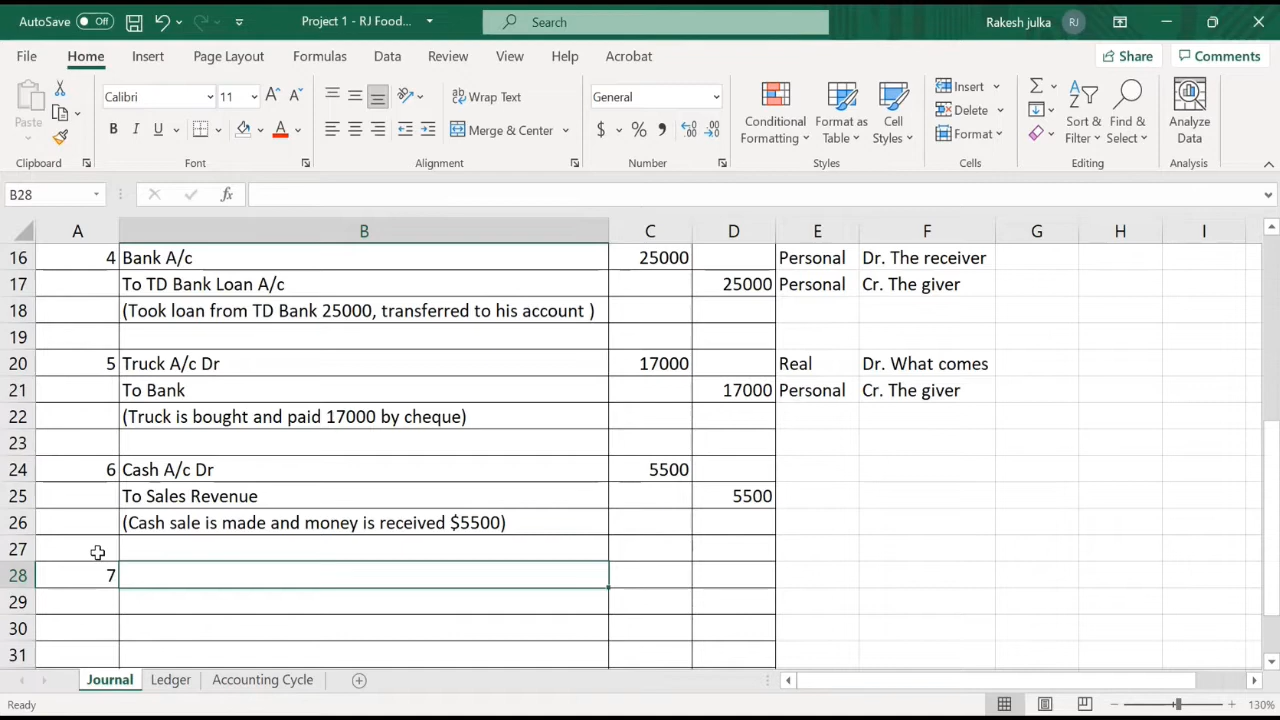 AutoSave Off Project 1 - RJ Food... Search Rakesh julka RJ
File Home Insert Page Layout Formulas Data Review View Help Acrobat Share Comments
Paste
Calibri 11
B I U A
Wrap Text
Merge & Center
General
$ % ,
Conditional Formatting
Format as Table
Cell Styles
Insert
Delete
Format
Sort & Filter
Find & Select
Analyze Data
Clipboard Font Alignment Number Styles Cells Editing Analysis
B28 fx
A B C D E F G H I
16 4 Bank A/c 25000 Personal Dr. The receiver
17 To TD Bank Loan A/c 25000 Personal Cr. The giver
18 (Took loan from TD Bank 25000, transferred to his account )
19
20 5 Truck A/c Dr 17000 Real Dr. What comes
21 To Bank 17000 Personal Cr. The giver
22 (Truck is bought and paid 17000 by cheque)
23
24 6 Cash A/c Dr 5500
25 To Sales Revenue 5500
26 (Cash sale is made and money is received $5500)
27
28 7
29
30
31
Journal Ledger Accounting Cycle
Ready 130%